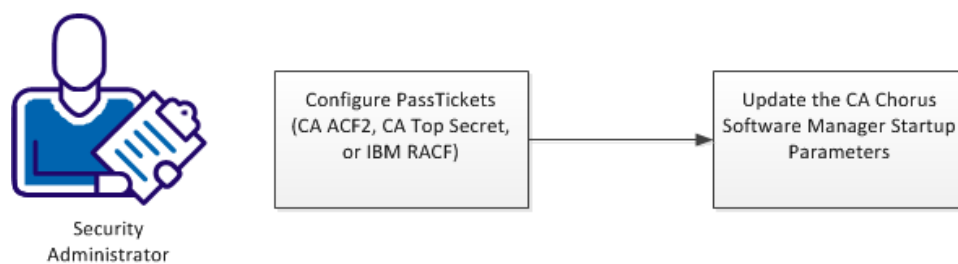 Security
Administrator
Configure PassTickets
(CA ACF2, CA Top Secret,
or IBM RACF)
Update the CA Chorus
Software Manager Startup
Parameters